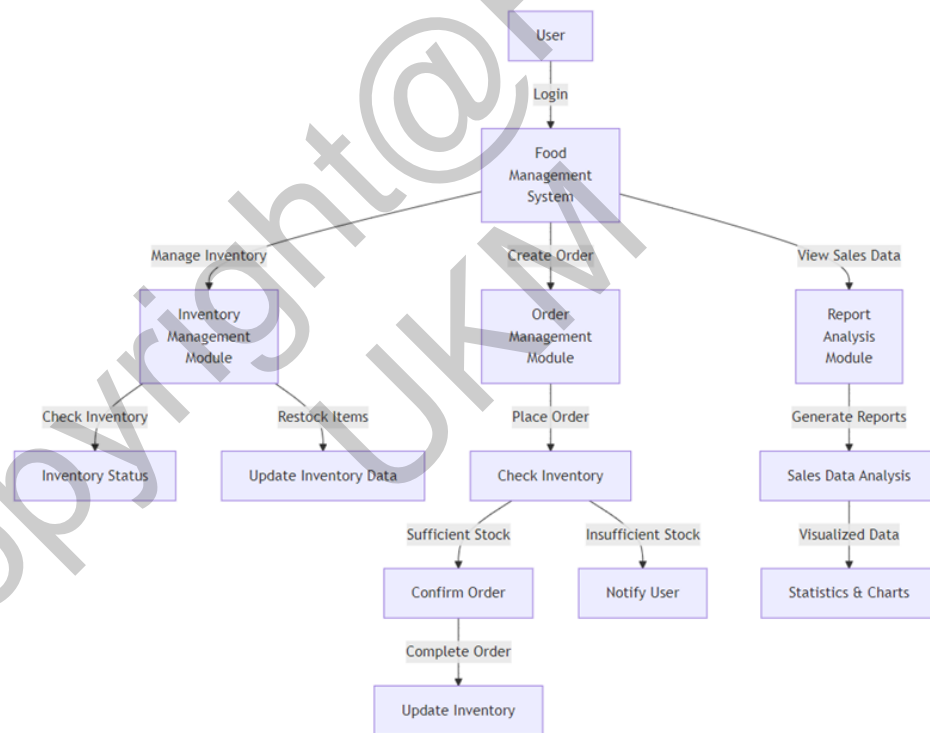 User
Login
Food
Management
System
Manage Inventory
Create Order
View Sales Data
Inventory
Management
Module
Order
Management
Module
Report
Analysis
Module
Check Inventory
Restock Items
Place Order
Generate Reports
Inventory Status
Update Inventory Data
Check Inventory
Sales Data Analysis
Sufficient Stock
Insufficient Stock
Visualized Data
Confirm Order
Notify User
Statistics & Charts
Complete Order
Update Inventory
opyright@
UKM